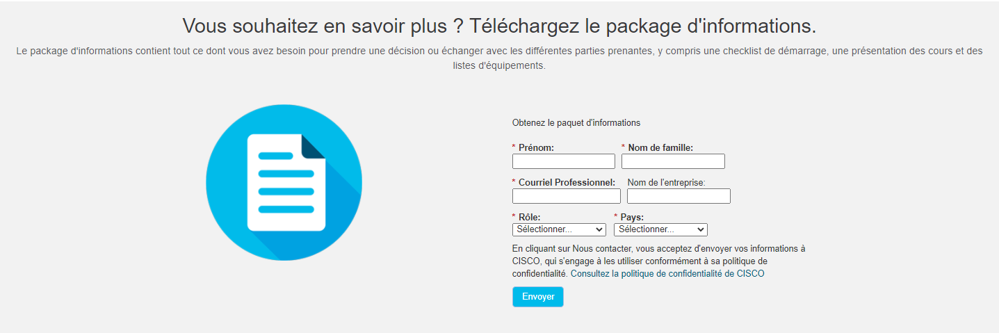 Vous souhaitez en savoir plus ? Téléchargez le package d'informations.
Le package d'informations contient tout ce dont vous avez besoin pour prendre une décision ou échanger avec les différentes parties prenantes, y compris une checklist de démarrage, une présentation des cours et des
listes d'équipements.
Obtenez le paquet d'informations
* Prénom: * Nom de famille:
* Courriel Professionnel: Nom de l'entreprise:
* Rôle: * Pays:
Sélectionner... Sélectionner...
En cliquant sur Nous contacter, vous acceptez d'envoyer vos informations à
CISCO, qui s'engage à les utiliser conformément à sa politique de
confidentialité. Consultez la politique de confidentialité de CISCO
Envoyer